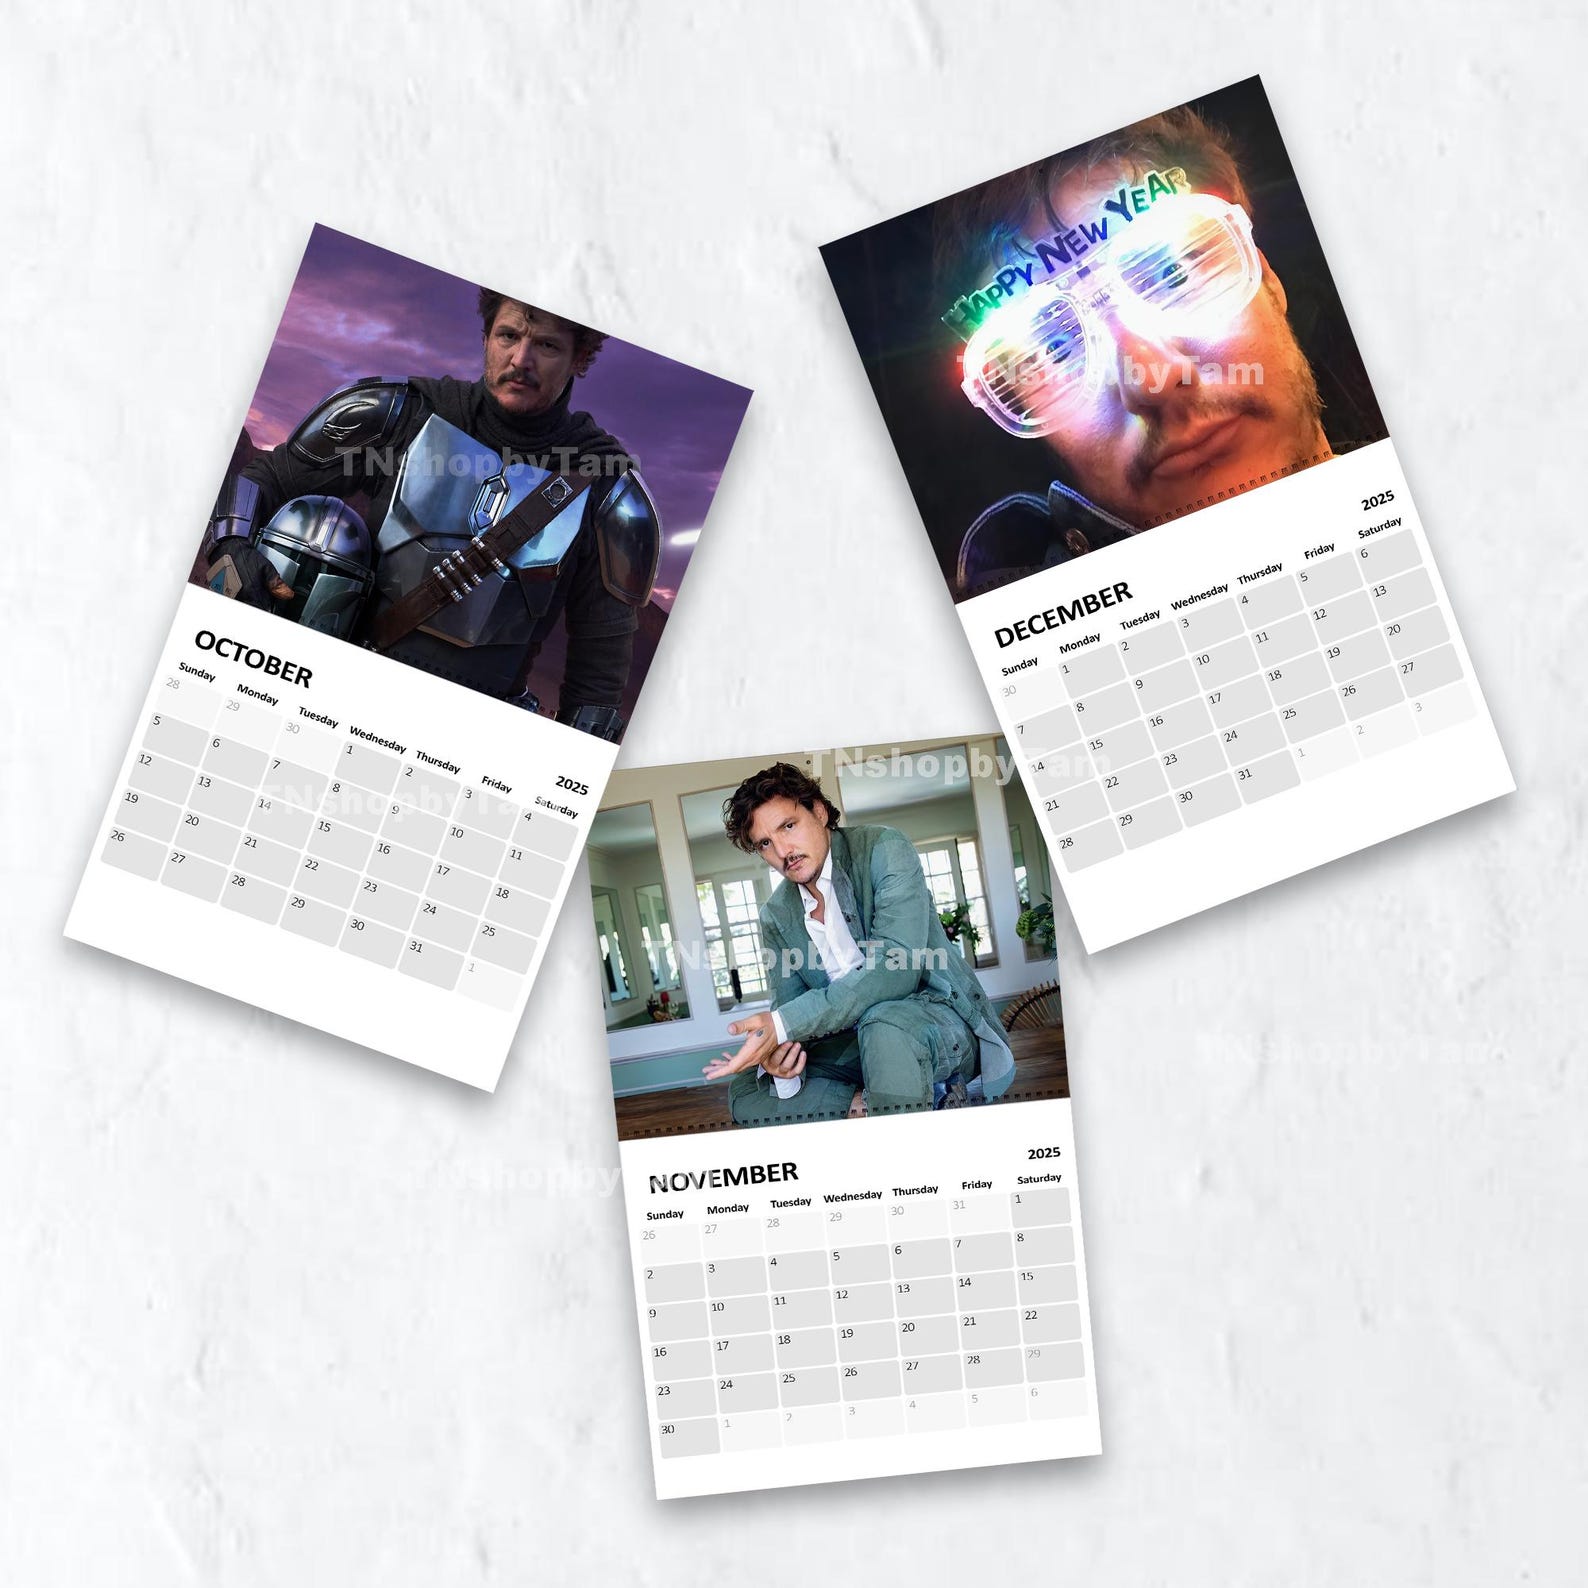 TNshopbyTam
OCTOBER
2025
Sunday Monday Tuesday Wednesday Thursday Friday Saturday
28 29 30 1 2 3 4
5 6 7 8 9 10 11
12 13 14 15 16 17 18
19 20 21 22 23 24 25
26 27 28 29 30 31 1
TNshopbyTam
HAPPY NEW YEAR
TNshopbyTam
DECEMBER
2025
Sunday Monday Tuesday Wednesday Thursday Friday Saturday
30 1 2 3 4 5 6
7 8 9 10 11 12 13
14 15 16 17 18 19 20
21 22 23 24 25 26 27
28 29 30 31 1 2 3
TNshopbyTam
TNshopbyTam
NOVEMBER
2025
Sunday Monday Tuesday Wednesday Thursday Friday Saturday
26 27 28 29 30 31 1
2 3 4 5 6 7 8
9 10 11 12 13 14 15
16 17 18 19 20 21 22
23 24 25 26 27 28 29
30 1 2 3 4 5 6
TNshopbyTam
TNshopbyTam